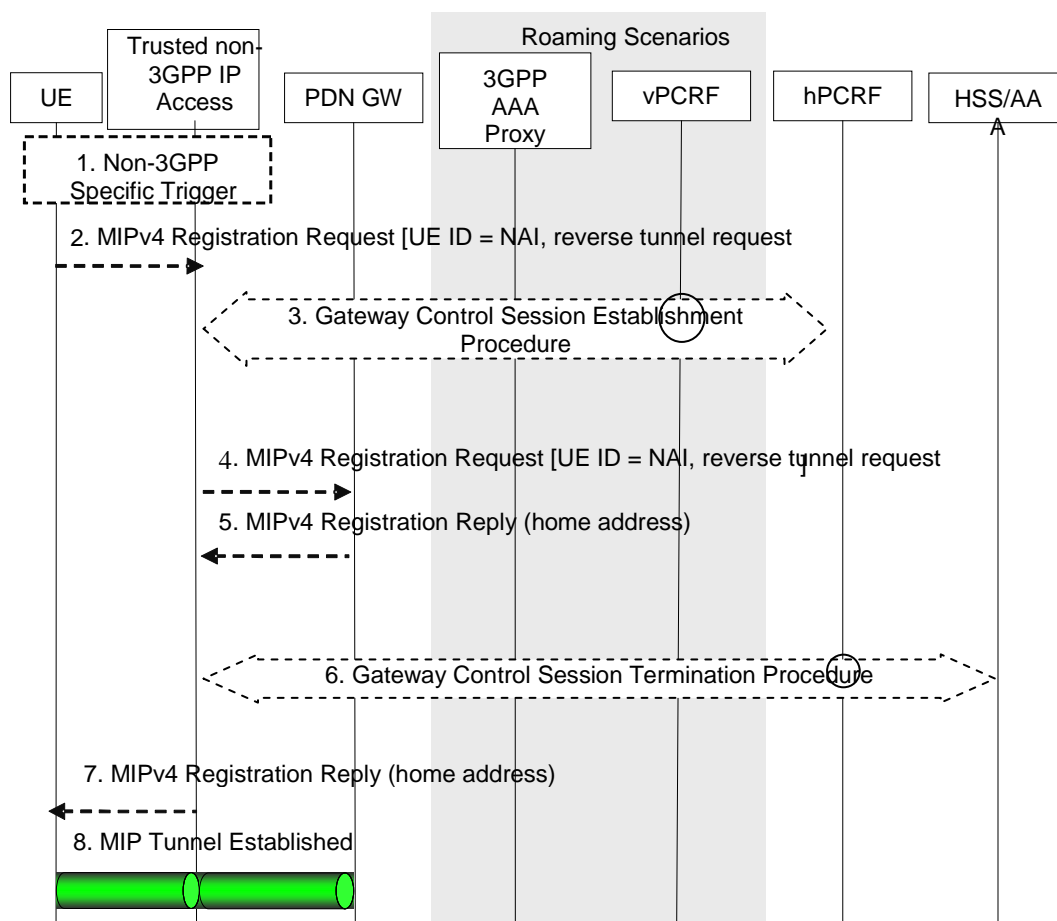 Roaming Scenarios
UE
Trusted non-
3GPP IP
Access
PDN GW
3GPP
AAA
Proxy
vPCRF
hPCRF
HSS/AA
A
1. Non-3GPP
Specific Trigger
2. MIPv4 Registration Request [UE ID = NAI, reverse tunnel request
3. Gateway Control Session Establishment
Procedure
4. MIPv4 Registration Request [UE ID = NAI, reverse tunnel request
]
5. MIPv4 Registration Reply (home address)
6. Gateway Control Session Termination Procedure
7. MIPv4 Registration Reply (home address)
8. MIP Tunnel Established